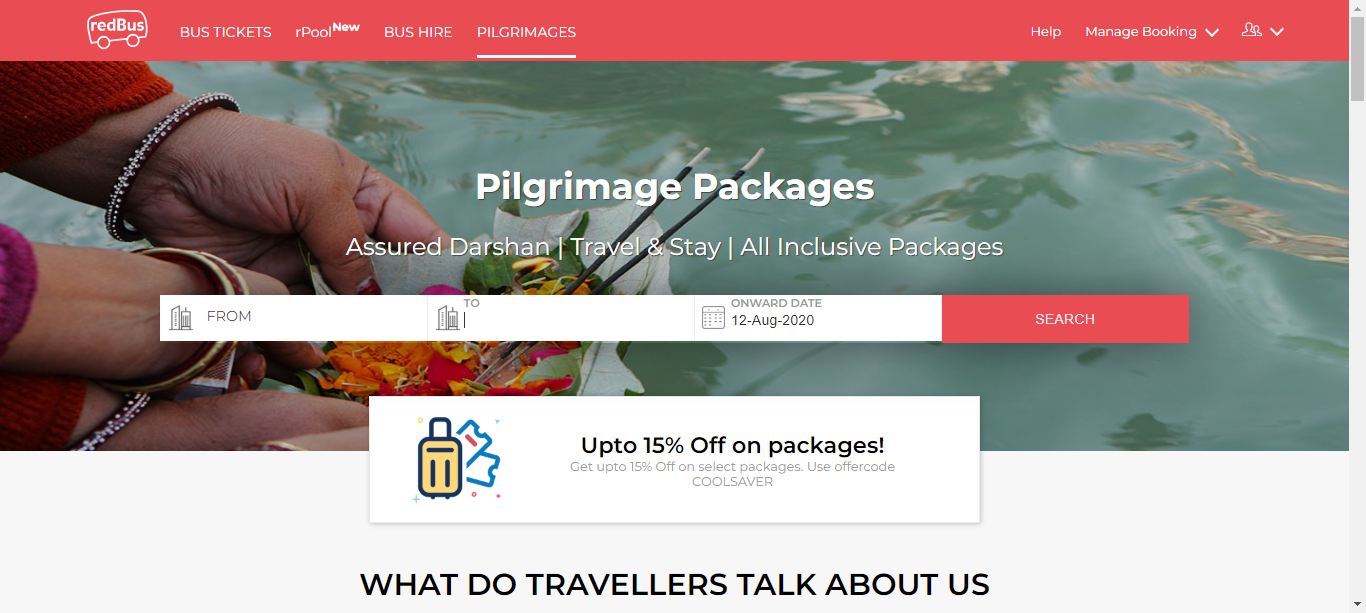 redBus
BUS TICKETS rPool New BUS HIRE PILGRIMAGES Help Manage Booking
Pilgrimage Packages
Assured Darshan | Travel & Stay | All Inclusive Packages
FROM
TO
ONWARD DATE
12-Aug-2020
SEARCH
Upto 15% Off on packages!
Get upto 15% Off on select packages. Use offercode
COOLSAVER
WHAT DO TRAVELLERS TALK ABOUT US